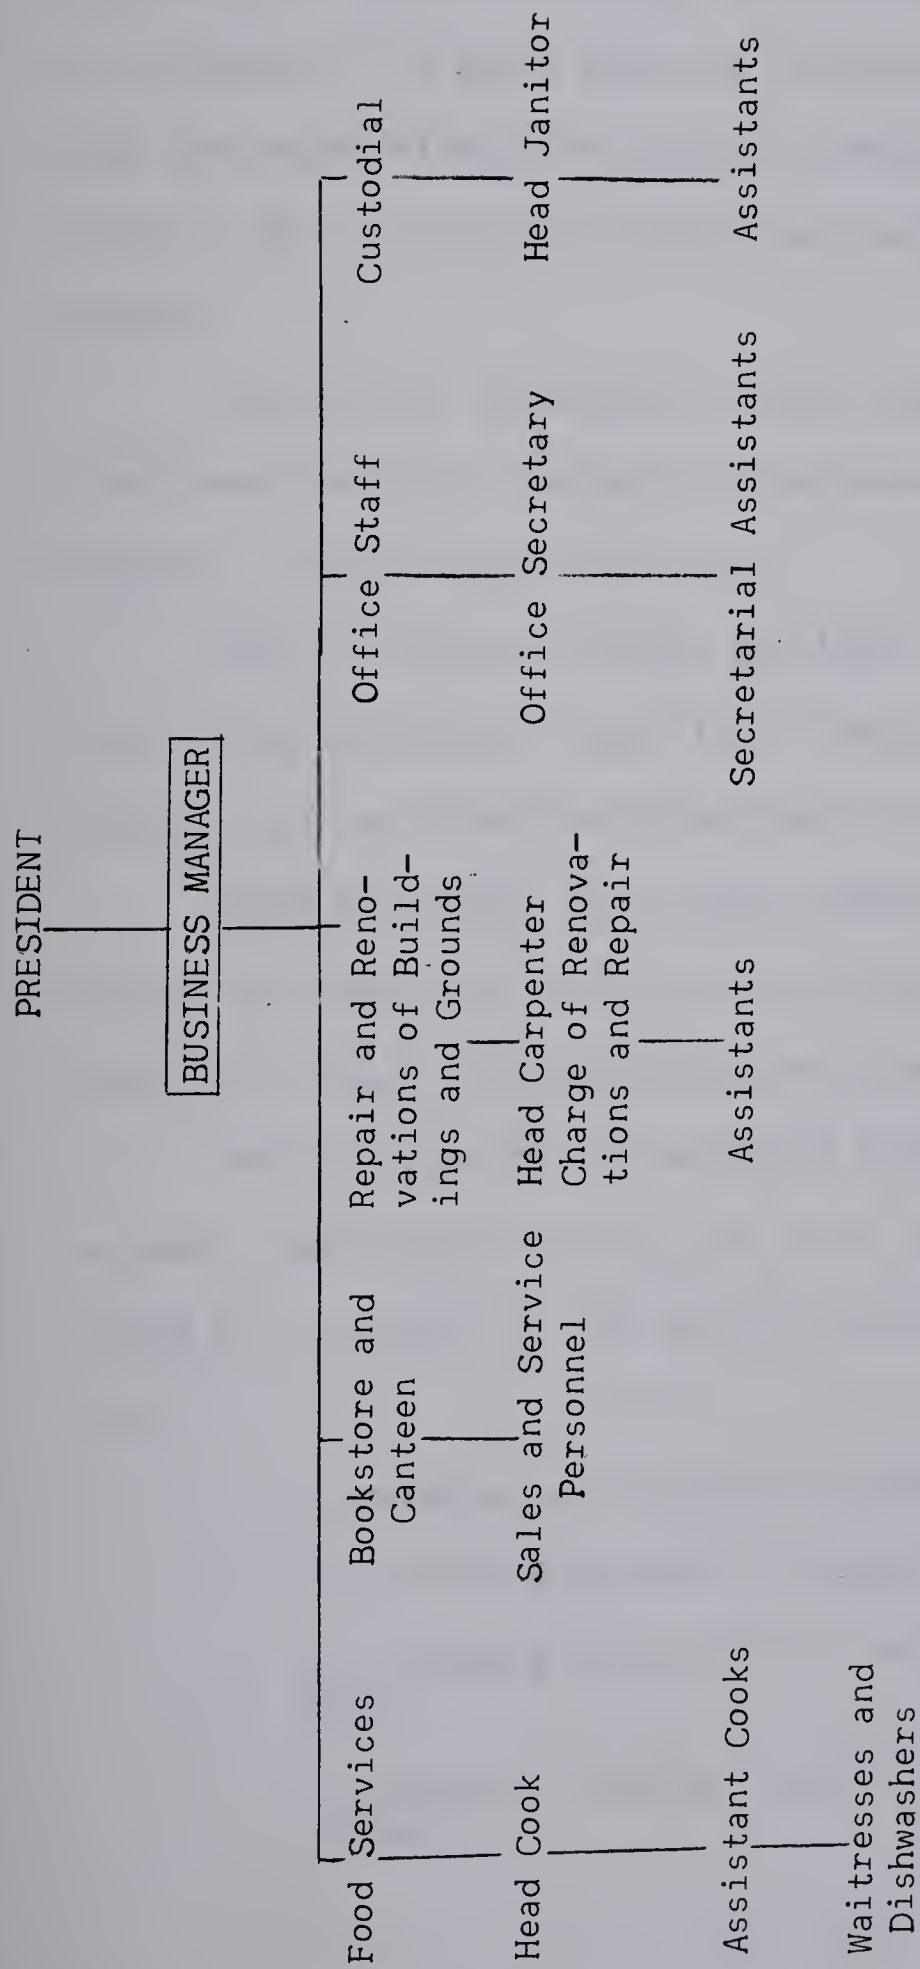 PRESIDENT
BUSINESS MANAGER
Food Services
Head Cook
Assistant Cooks
Waitresses and
Dishwashers
Bookstore and
Canteen
Sales and Service
Personnel
Repair and Reno-
vations of Build-
ings and Grounds
Head Carpenter
Charge of Renova-
tions and Repair
Assistants
Office Staff
Office Secretary
Secretarial Assistants
Custodial
Head Janitor
Assistants